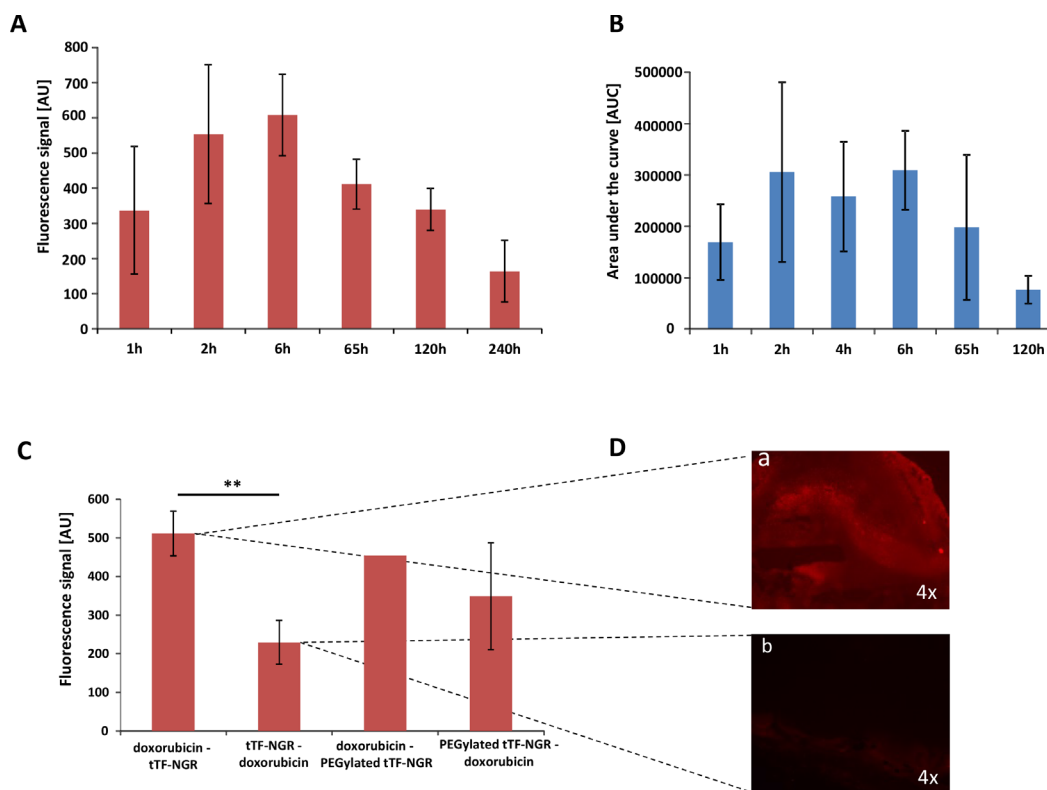 A
Fluorescence signal [AU]
800
700
600
500
400
300
200
100
0
1h 2h 6h 65h 120h 240h
B
Area under the curve [AUC]
500000
400000
300000
200000
100000
0
1h 2h 4h 6h 65h 120h
C
Fluorescence signal [AU]
600
500
400
300
200
100
0
**
doxorubicin -
tTF-NGR
tTF-NGR -
doxorubicin
doxorubicin -
PEGylated tTF-NGR
PEGylated tTF-NGR -
doxorubicin
D
a
4x
b
4x